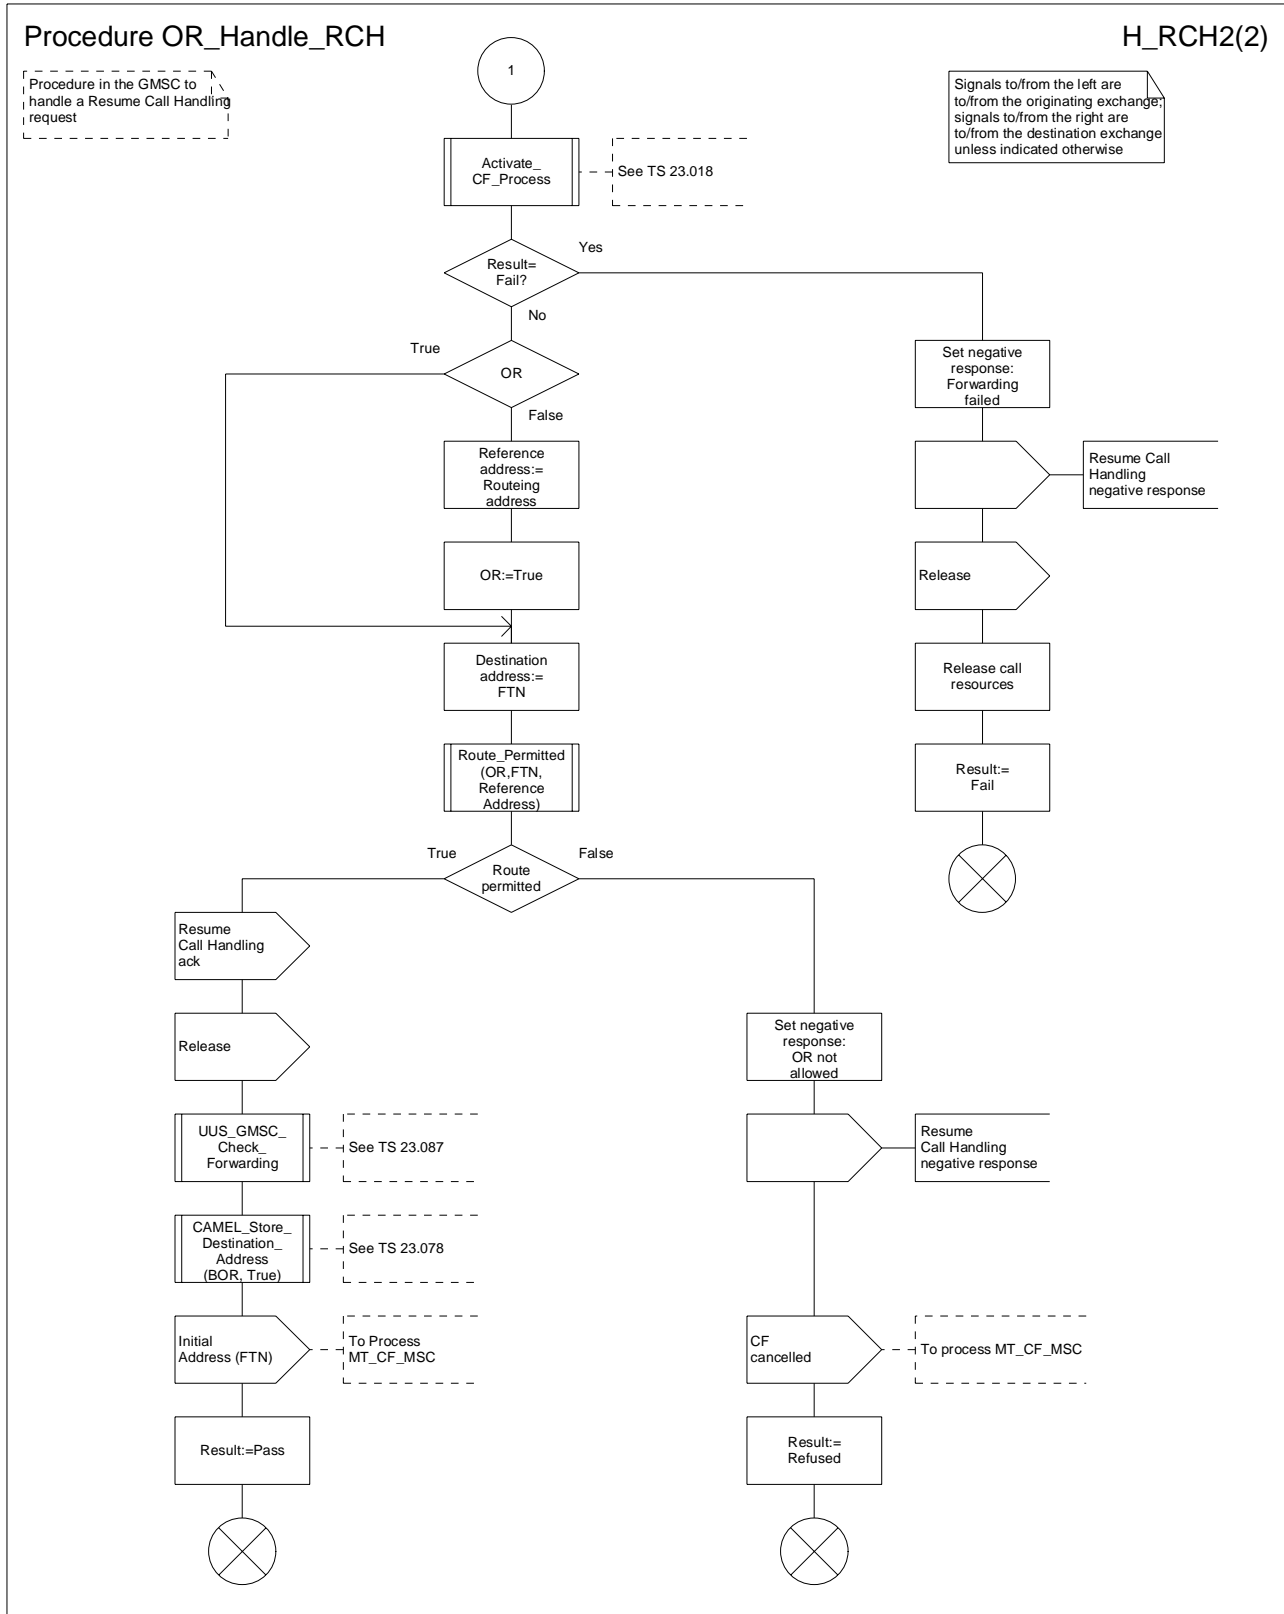 Procedure OR_Handle_RCH
H_RCH2(2)
Procedure in the GMSC to
handle a Resume Call Handling
request
1
Signals to/from the left are
to/from the originating exchange;
signals to/from the right are
to/from the destination exchange
unless indicated otherwise
Activate_
CF_Process
See TS 23.018
Result=
Fail?
Yes
No
True
OR
False
Set negative
response:
Forwarding
failed
Reference
address:=
Routeing
address
Resume Call
Handling
negative response
OR:=True
Release
Destination
address:=
FTN
Release call
resources
Route_Permitted
(OR,FTN,
Reference
Address)
Result:=
Fail
True
False
Route
permitted
Resume
Call Handling
ack
Release
Set negative
response:
OR not
allowed
UUS_GMSC_
Check_
Forwarding
See TS 23.087
Resume
Call Handling
negative response
CAMEL_Store_
Destination_
Address
(BOR, True)
See TS 23.078
Initial
Address (FTN)
To Process
MT_CF_MSC
CF
cancelled
To process MT_CF_MSC
Result:=Pass
Result:=
Refused